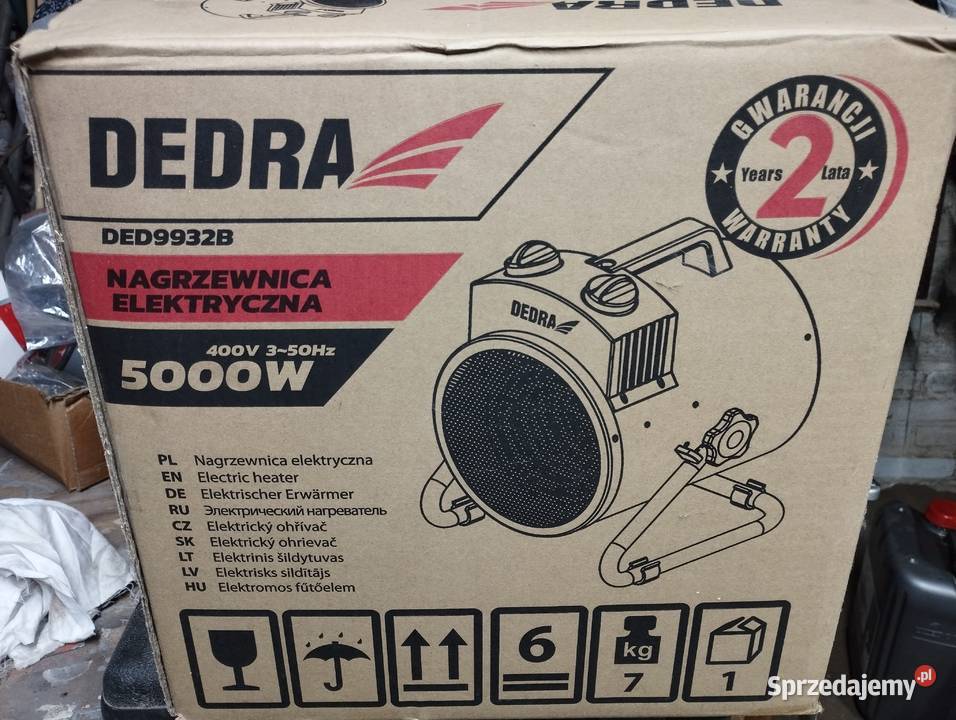 DEDRA
DEDRA
GWARANCJI
Years 2 Lata
WARRANTY
DED9932B
NAGRZEWNICA
ELEKTRYCZNA
400V 3~50Hz
5000W
DEDRA
PL Nagrzewnica elektryczna
EN Electric heater
DE Elektrischer Erwärmer
RU Электрический нагреватель
CZ Elektrický ohřívač
SK Elektrický ohrievač
LT Elektrinis šildytuvas
LV Elektrisks sildītājs
HU Elektromos fűtőelem
6
kg
7
1
Sprzedajemy.pl